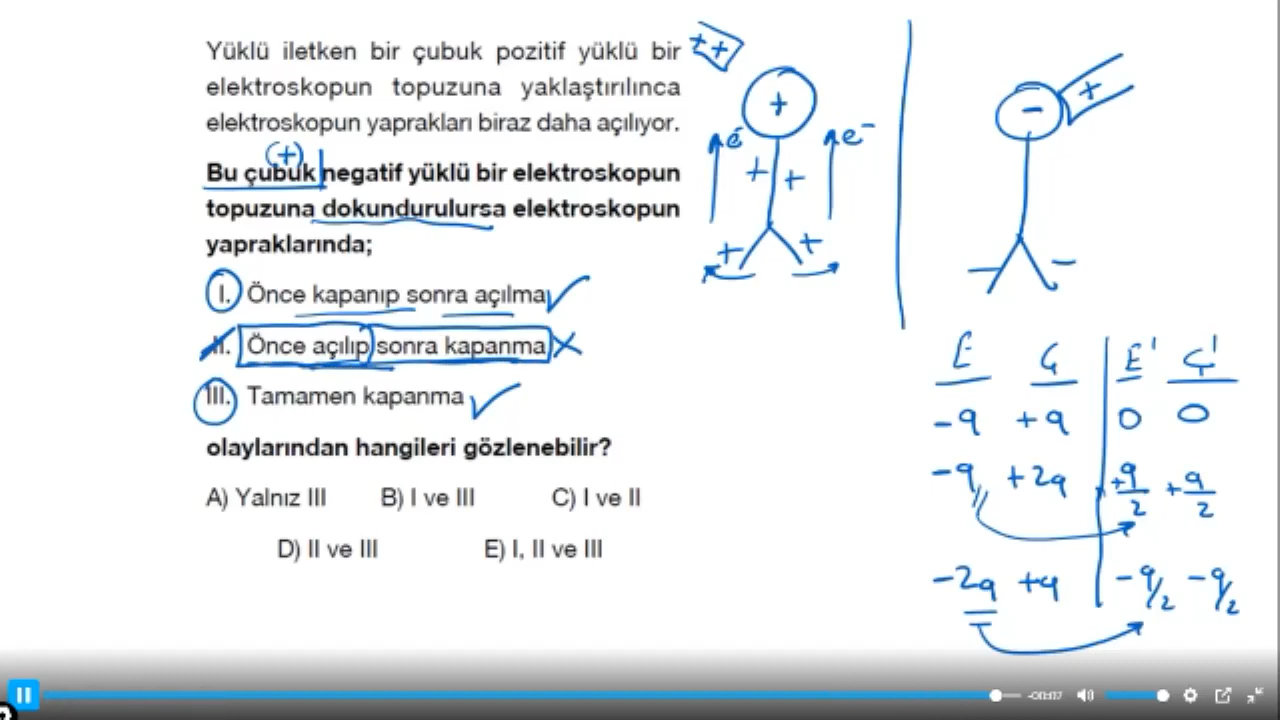 Yüklü iletken bir çubuk pozitif yüklü bir
elektroskopun topuzuna yaklaştırılınca
elektroskopun yaprakları biraz daha açılıyor.
(+)
Bu çubuk negatif yüklü bir elektroskopun
topuzuna dokundurulursa elektroskopun
yapraklarında;
I. Önce kapanıp sonra açılma
II. Önce açılıp sonra kapanma
III. Tamamen kapanma
olaylarından hangileri gözlenebilir?
A) Yalnız III B) I ve III C) I ve II
D) II ve III E) I, II ve III
++
+
e⁻ e⁻
+ +
+ +
- +
- -
E Ç E' Ç'
-q +q 0 0
-q +2q +q/2 +q/2
-2q +q -q/2 -q/2
-00:07